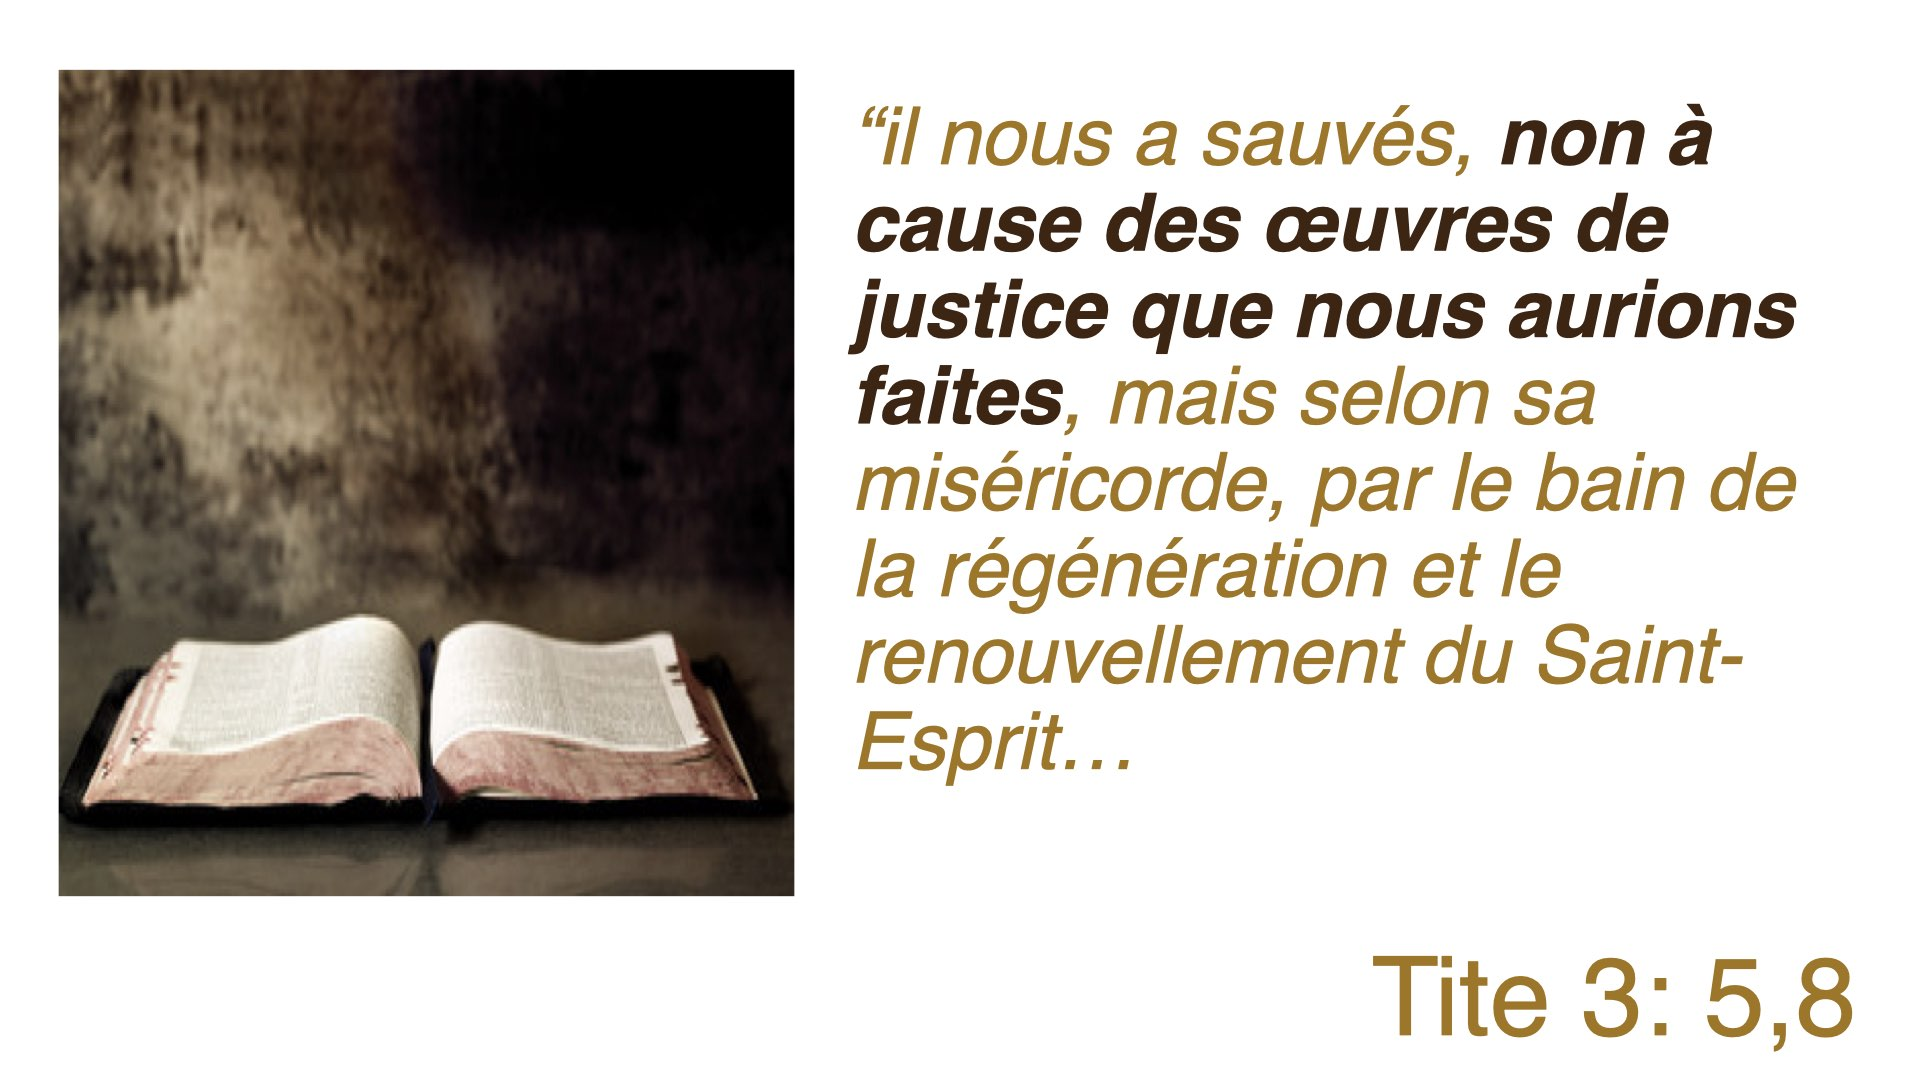 “il nous a sauvés, non à
cause des œuvres de
justice que nous aurions
faites, mais selon sa
miséricorde, par le bain de
la régénération et le
renouvellement du Saint-
Esprit…
Tite 3: 5,8